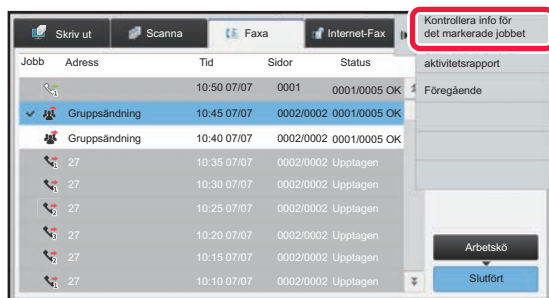 Skriv ut Scanna Faxa Internet-Fax
Kontrollera info för
det markerade jobbet
Jobb Adress Tid Sidor Status
aktivitetsrapport
10:50 07/07 0001 0001/0005 OK
Föregående
Gruppsändning 10:45 07/07 0002/0002 0001/0005 OK
Gruppsändning 10:40 07/07 0002/0002 0001/0005 OK
1 27 10:35 07/07 0002/0002 Upptagen
1 27 10:30 07/07 0002/0002 Upptagen
2 27 10:25 07/07 0002/0002 Upptagen
27 10:20 07/07 0002/0002 Upptagen
2 27 10:15 07/07 0002/0002 Upptagen
1 27 10:10 07/07 0002/0002 Upptagen
Arbetskö
Slutfört